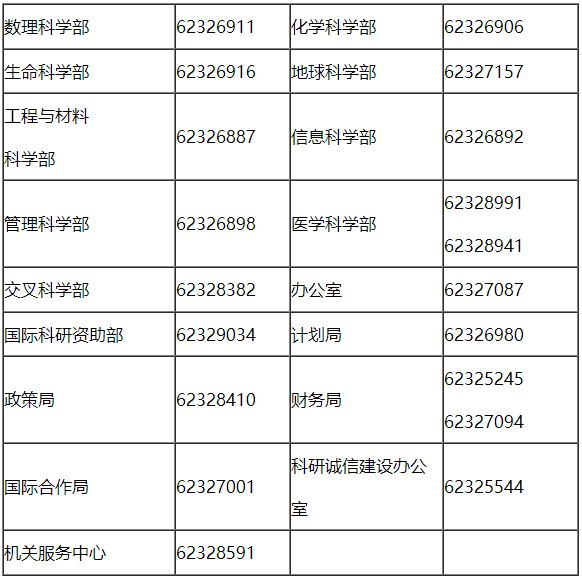 数理科学部 62326911 化学科学部 62326906
生命科学部 62326916 地球科学部 62327157
工程与材料
科学部
62326887 信息科学部 62326892
管理科学部 62326898 医学科学部
62328991
62328941
交叉科学部 62328382 办公室 62327087
国际科研资助部 62329034 计划局 62326980
政策局 62328410 财务局
62325245
62327094
国际合作局 62327001
科研诚信建设办公
室
62325544
机关服务中心 62328591